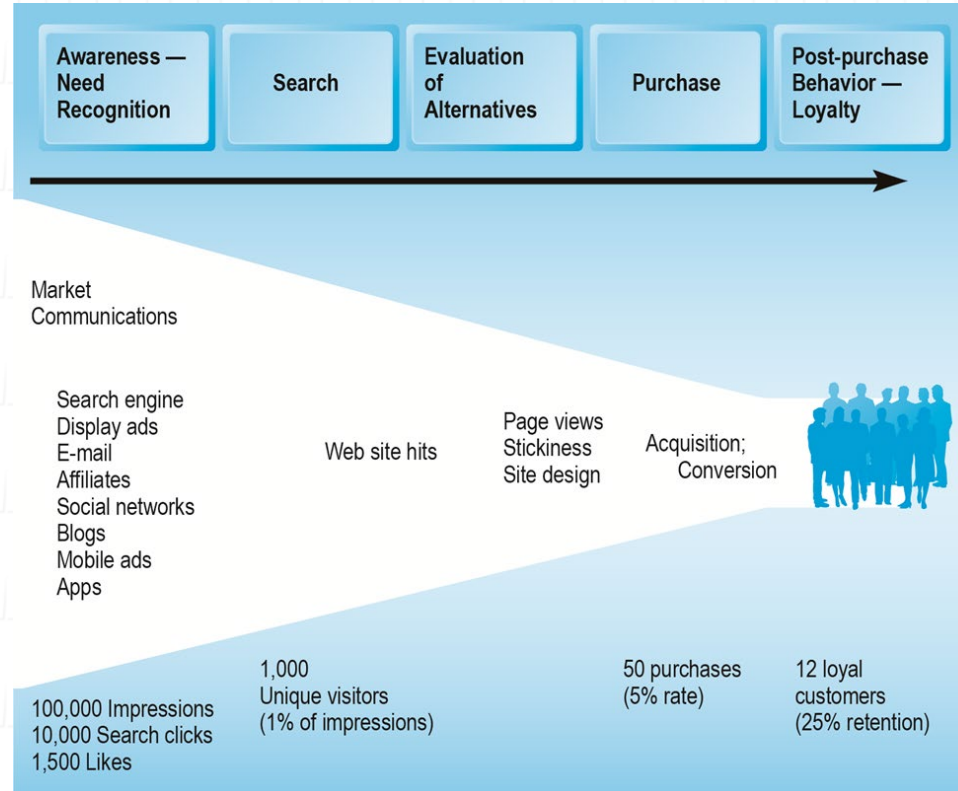 Awareness —
Need
Recognition
Search
Evaluation
of
Alternatives
Purchase
Post-purchase
Behavior —
Loyalty
Market
Communications
Search engine
Display ads
E-mail
Affiliates
Social networks
Blogs
Mobile ads
Apps
Web site hits
Page views
Stickiness
Site design
Acquisition;
Conversion
100,000 Impressions
10,000 Search clicks
1,500 Likes
1,000
Unique visitors
(1% of impressions)
50 purchases
(5% rate)
12 loyal
customers
(25% retention)